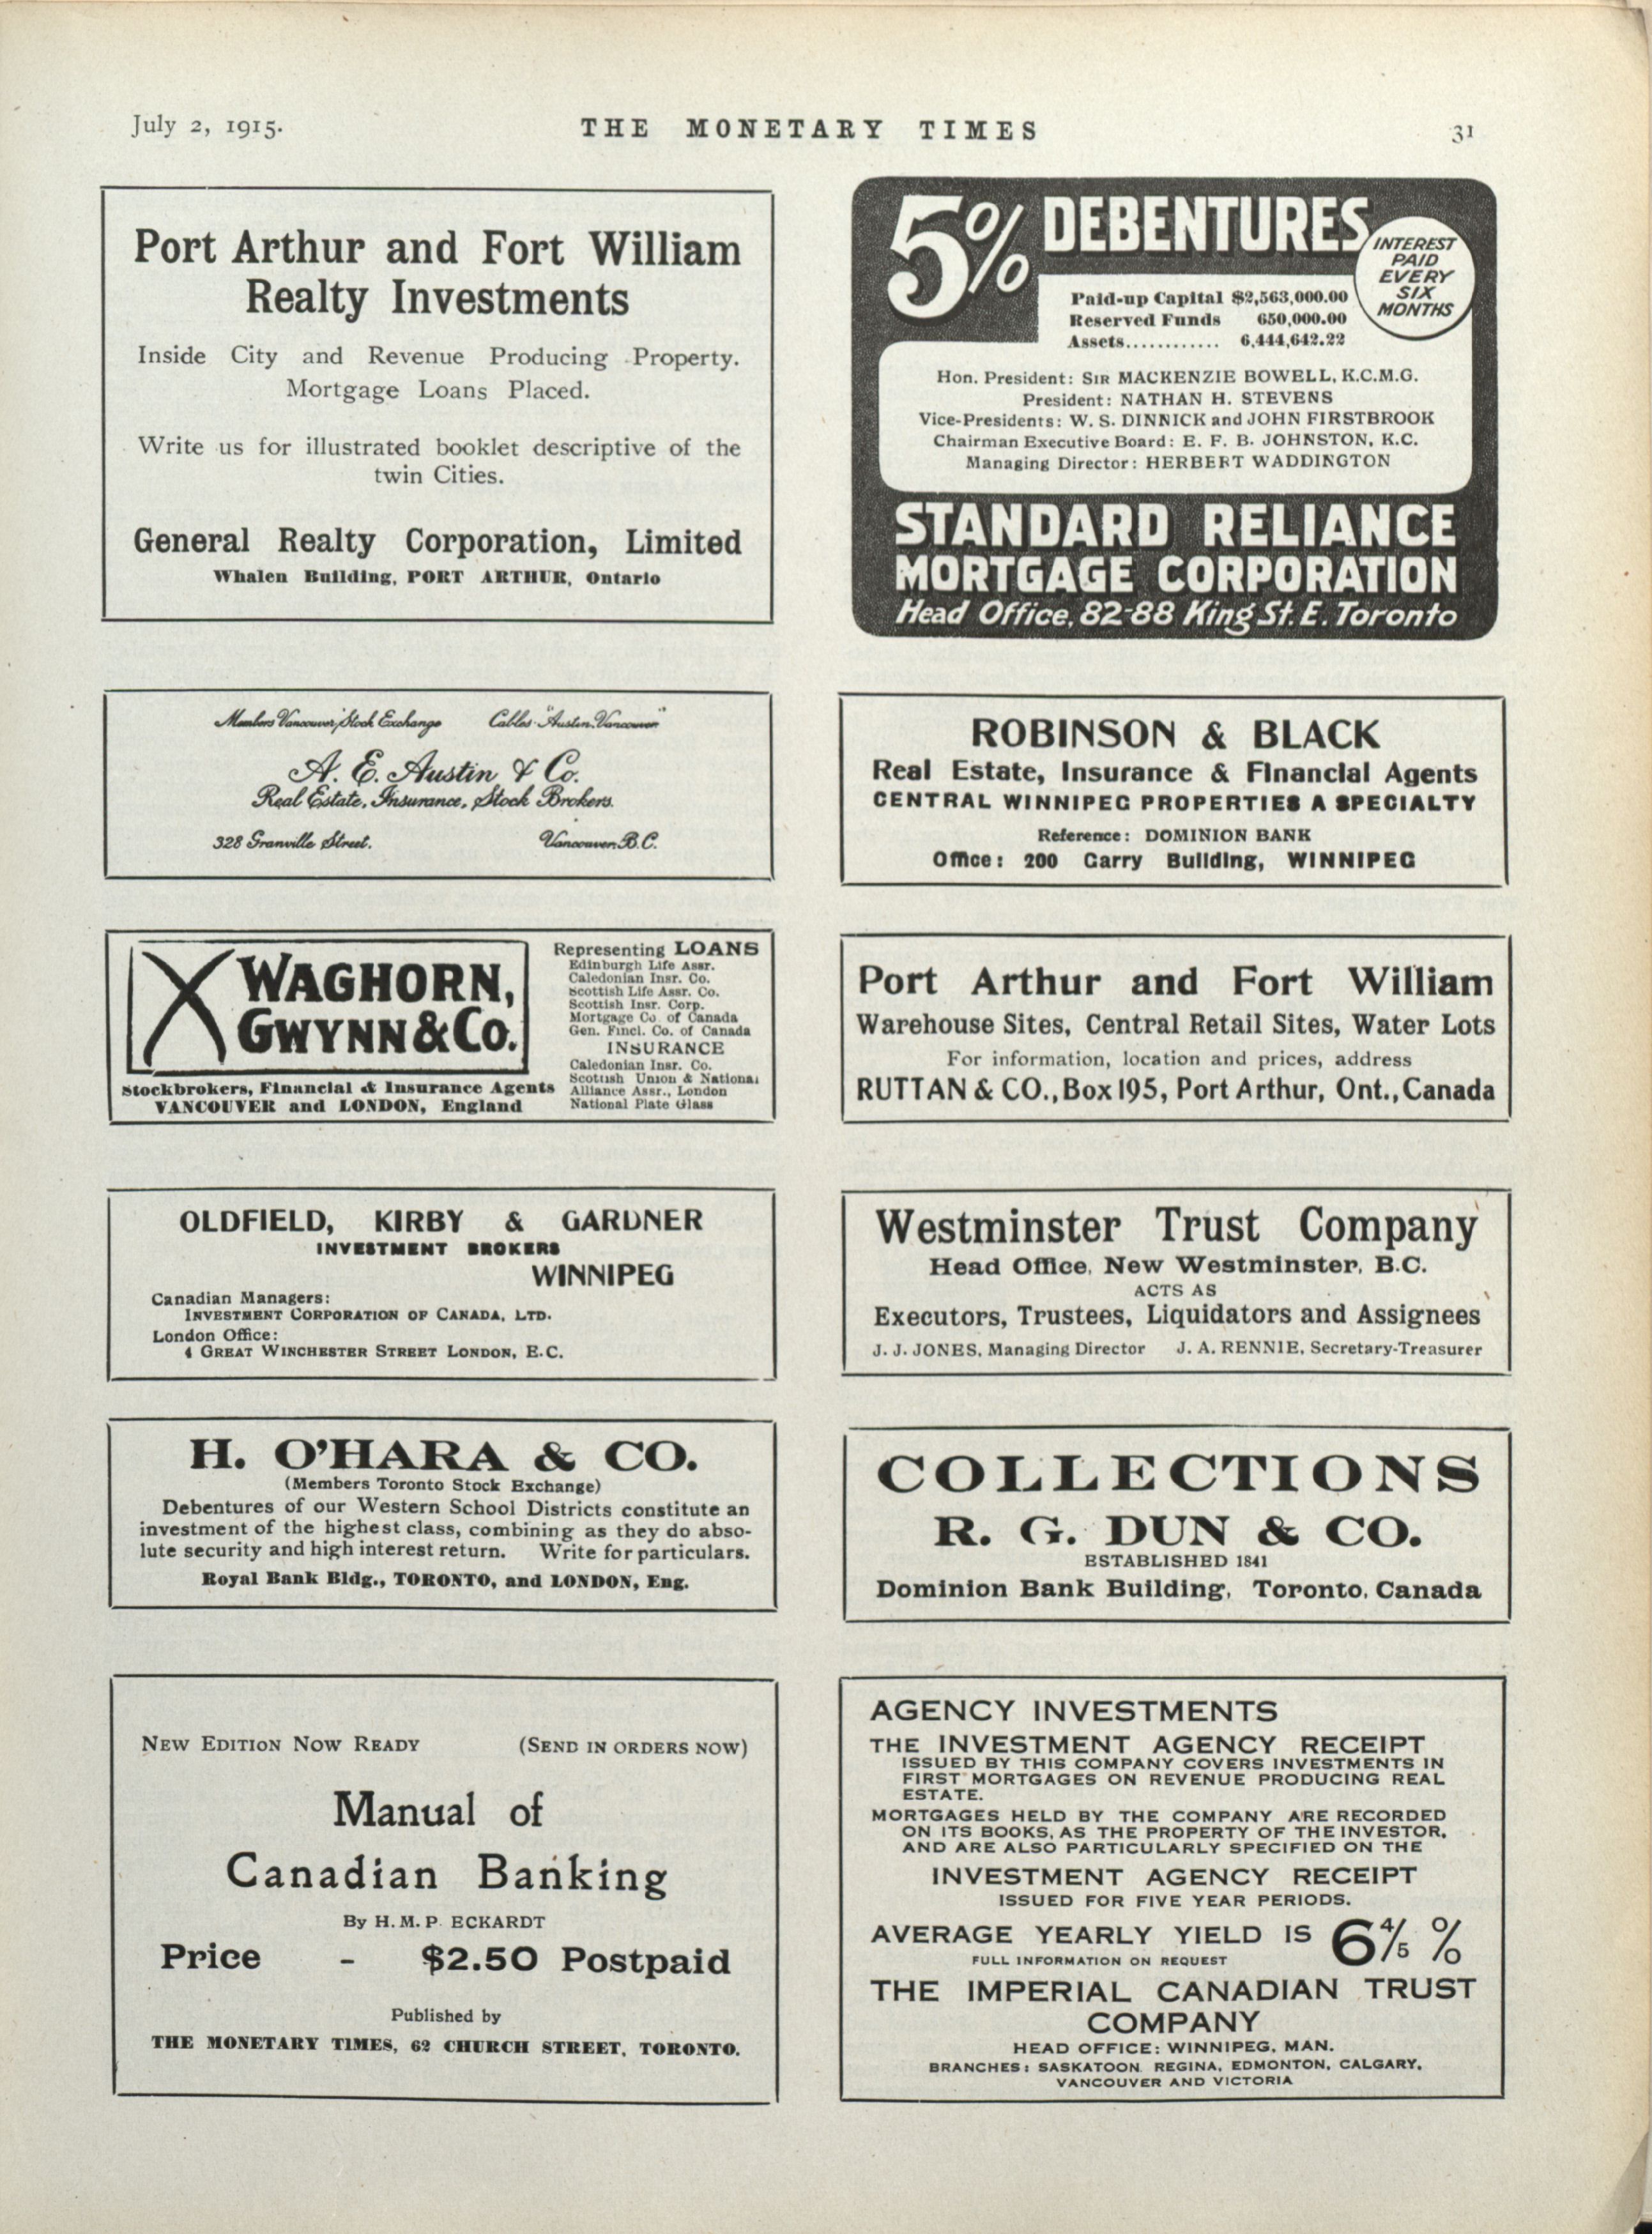 July 2, 1915.
THE MONETARY TIMES
31
Port Arthur and Fort William
Realty Investments
Inside City and Revenue Producing Property.
Mortgage Loans Placed.
Write us for illustrated booklet descriptive of the
twin Cities.
General Realty Corporation, Limited
Whalen Building, PORT ARTHUR, Ontario
5% DEBENTURES
INTEREST
PAID
EVERY
SIX
MONTHS
Paid-up Capital $2,563,000.00
Reserved Funds 650,000.00
Assets............ 6,444,642.22
Hon. President: SIR MACKENZIE BOWELL, K.C.M.G.
President: NATHAN H. STEVENS
Vice-Presidents: W. S. DINNICK and JOHN FIRSTBROOK
Chairman Executive Board: E. F. B. JOHNSTON, K.C.
Managing Director: HERBERT WADDINGTON
STANDARD RELIANCE
MORTGAGE CORPORATION
Head Office, 82-88 King St. E. Toronto
Members Vancouver Stock Exchange Cables "Austin, Vancouver"
A. E. Austin & Co.
Real Estate, Insurance, Stock Brokers.
328 Granville Street. Vancouver, B.C.
ROBINSON & BLACK
Real Estate, Insurance & Financial Agents
CENTRAL WINNIPEG PROPERTIES A SPECIALTY
Reference: DOMINION BANK
Office: 200 Garry Building, WINNIPEG
WAGHORN,
GWYNN & Co.
Stockbrokers, Financial & Insurance Agents
VANCOUVER and LONDON, England
Representing LOANS
Edinburgh Life Assr.
Caledonian Insr. Co.
Scottish Life Assr. Co.
Scottish Insr. Corp.
Mortgage Co. of Canada
Gen. Fincl. Co. of Canada
INSURANCE
Caledonian Insr. Co.
Scottish Union & National
Alliance Assr., London
National Plate Glass
Port Arthur and Fort William
Warehouse Sites, Central Retail Sites, Water Lots
For information, location and prices, address
RUTTAN & CO., Box 195, Port Arthur, Ont., Canada
OLDFIELD, KIRBY & GARDNER
INVESTMENT BROKERS
WINNIPEG
Canadian Managers:
INVESTMENT CORPORATION OF CANADA, LTD.
London Office:
4 GREAT WINCHESTER STREET LONDON, E.C.
Westminster Trust Company
Head Office, New Westminster, B.C.
ACTS AS
Executors, Trustees, Liquidators and Assignees
J. J. JONES, Managing Director J. A. RENNIE, Secretary-Treasurer
H. O'HARA & CO.
(Members Toronto Stock Exchange)
Debentures of our Western School Districts constitute an
investment of the highest class, combining as they do abso-
lute security and high interest return. Write for particulars.
Royal Bank Bldg., TORONTO, and LONDON, Eng.
COLLECTIONS
R. G. DUN & CO.
ESTABLISHED 1841
Dominion Bank Building, Toronto, Canada
NEW EDITION NOW READY (SEND IN ORDERS NOW)
Manual of
Canadian Banking
By H. M. P. ECKARDT
Price - $2.50 Postpaid
Published by
THE MONETARY TIMES, 62 CHURCH STREET, TORONTO.
AGENCY INVESTMENTS
THE INVESTMENT AGENCY RECEIPT
ISSUED BY THIS COMPANY COVERS INVESTMENTS IN
FIRST MORTGAGES ON REVENUE PRODUCING REAL
ESTATE.
MORTGAGES HELD BY THE COMPANY ARE RECORDED
ON ITS BOOKS, AS THE PROPERTY OF THE INVESTOR,
AND ARE ALSO PARTICULARLY SPECIFIED ON THE
INVESTMENT AGENCY RECEIPT
ISSUED FOR FIVE YEAR PERIODS.
AVERAGE YEARLY YIELD IS 6 4/5 %
FULL INFORMATION ON REQUEST
THE IMPERIAL CANADIAN TRUST
COMPANY
HEAD OFFICE: WINNIPEG, MAN.
BRANCHES: SASKATOON, REGINA, EDMONTON, CALGARY,
VANCOUVER AND VICTORIA